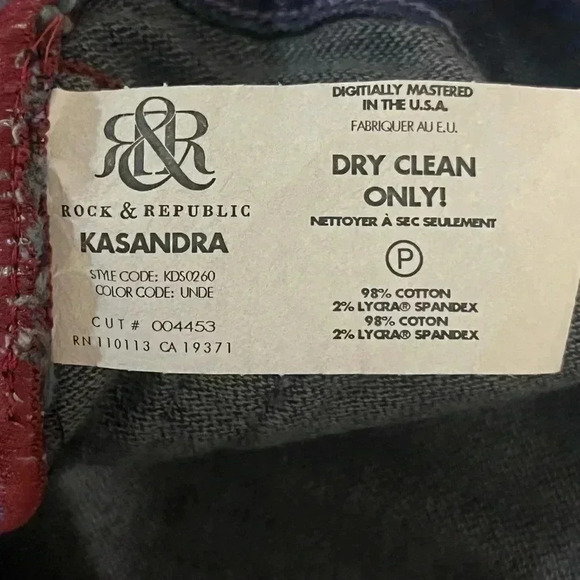 R&R
ROCK & REPUBLIC
KASANDRA
STYLE CODE: KDS0260
COLOR CODE: UNDE
CUT# 004453
RN 110113 CA 19371
DIGITIALLY MASTERED
IN THE U.S.A.
FABRIQUER AU E.U.
DRY CLEAN
ONLY!
NETTOYER À SEC SEULEMENT
P
98% COTTON
2% LYCRA® SPANDEX
98% COTON
2% LYCRA® SPANDEX